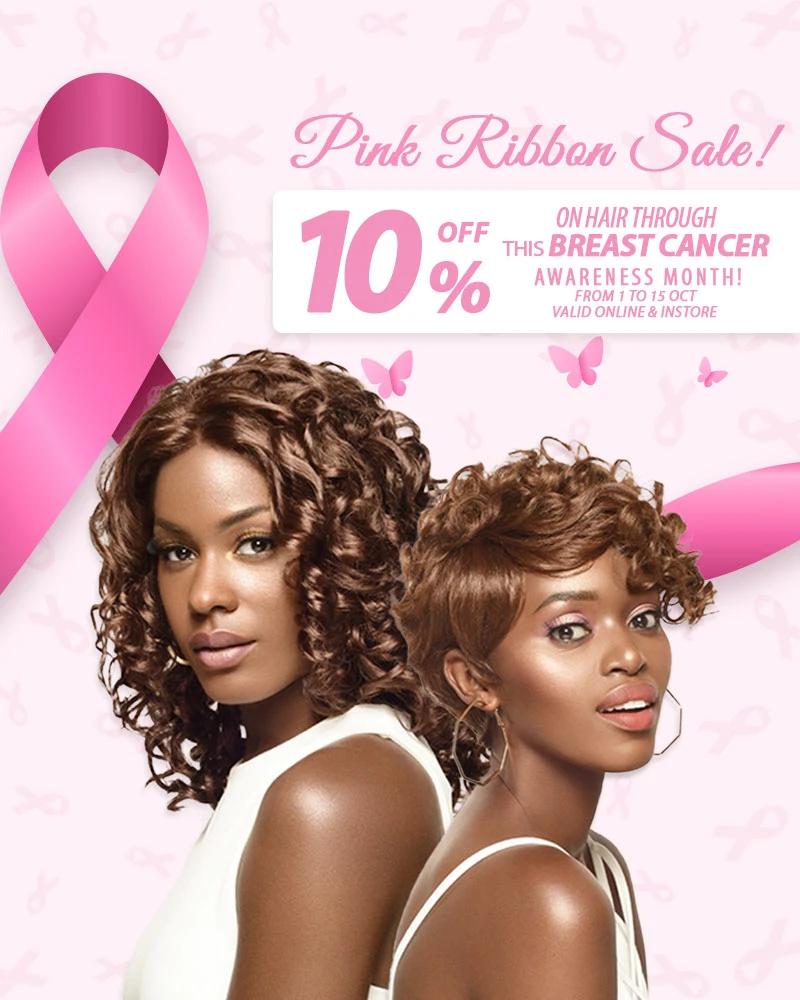 Pink Ribbon Sale!
10% OFF
ON HAIR THROUGH
THIS BREAST CANCER
AWARENESS MONTH!
FROM 1 TO 15 OCT
VALID ONLINE & INSTORE